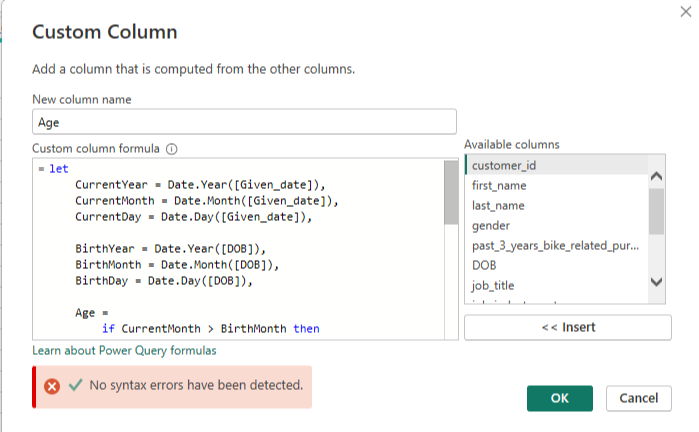 Custom Column
Add a column that is computed from the other columns.
New column name
Age
Custom column formula
= let
CurrentYear = Date.Year([Given_date]),
CurrentMonth = Date.Month([Given_date]),
CurrentDay = Date.Day([Given_date]),
BirthYear = Date.Year([DOB]),
BirthMonth = Date.Month([DOB]),
BirthDay = Date.Day([DOB]),
Age =
if CurrentMonth > BirthMonth then
Available columns
customer_id
first_name
last_name
gender
past_3_years_bike_related_pur...
DOB
job_title
<< Insert
Learn about Power Query formulas
No syntax errors have been detected.
OK
Cancel